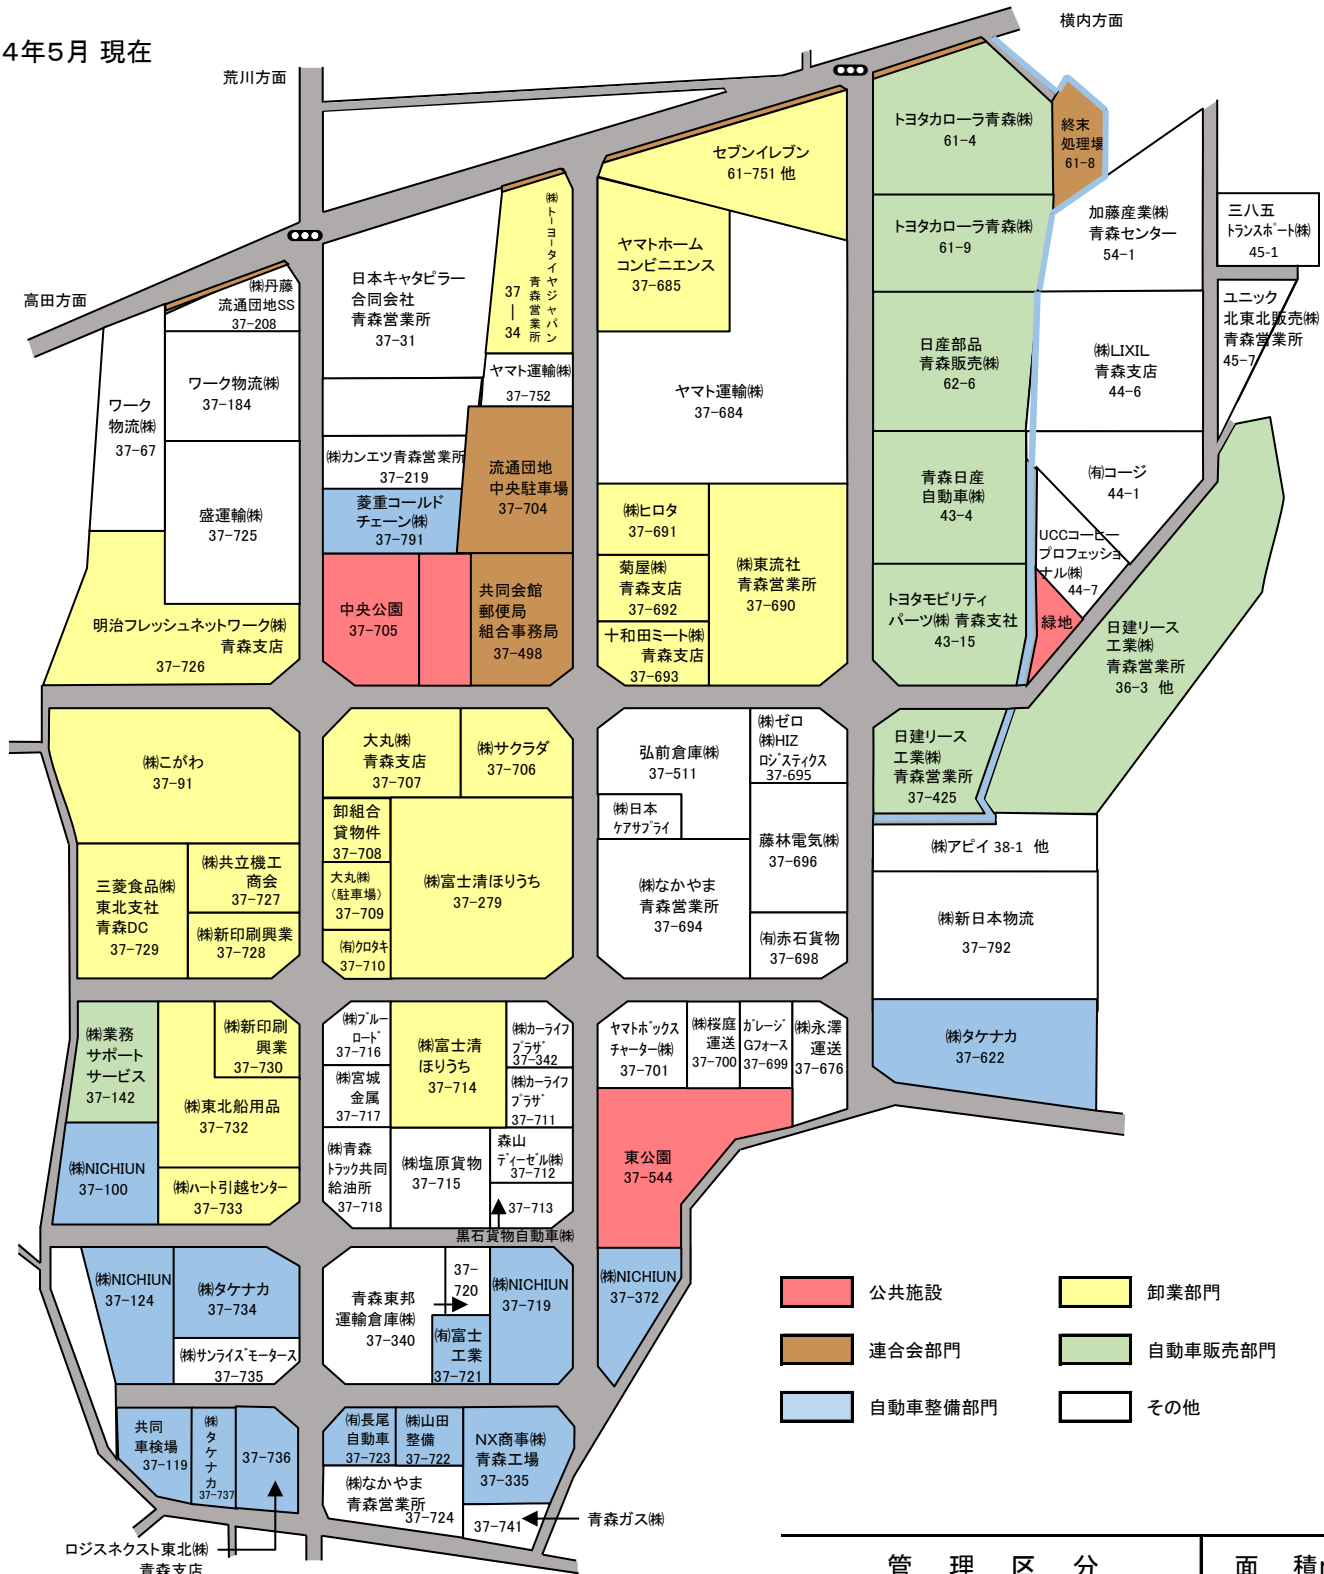 4年5月 現在
横内方面
荒川方面
高田方面
トヨタカローラ青森㈱
61-4
終末
処理場
61-8
セブンイレブン
61-751 他
㈱トーヨータイヤジャパン
青森営業所
37-34
トヨタカローラ青森㈱
61-9
加藤産業㈱
青森センター
54-1
三八五
トランスポート㈱
45-1
ヤマトホーム
コンビニエンス
37-685
日本キャタピラー
合同会社
青森営業所
37-31
㈱丹藤
流通団地SS
37-208
ユニック
北東北販売㈱
青森営業所
45-7
日産部品
青森販売㈱
62-6
㈱LIXIL
青森支店
44-6
ワーク物流㈱
37-184
ワーク
物流㈱
37-67
ヤマト運輸㈱
37-752
ヤマト運輸㈱
37-684
㈱カンエツ青森営業所
37-219
流通団地
中央駐車場
37-704
青森日産
自動車㈱
43-4
㈲コージ
44-1
盛運輸㈱
37-725
菱重コールド
チェーン㈱
37-791
㈱ヒロタ
37-691
㈱東流社
青森営業所
37-690
UCCコーヒー
プロフェッショ
ナル㈱
44-7
菊屋㈱
青森支店
37-692
中央公園
37-705
共同会館
郵便局
組合事務局
37-498
トヨタモビリティ
パーツ㈱ 青森支社
43-15
緑地
明治フレッシュネットワーク㈱
青森支店
37-726
十和田ミート㈱
青森支店
37-693
日建リース
工業㈱
青森営業所
36-3 他
㈱こがわ
37-91
大丸㈱
青森支店
37-707
㈱サクラダ
37-706
弘前倉庫㈱
37-511
㈱ゼロ
㈱HIZ
ロジスティクス
37-695
日建リース
工業㈱
青森営業所
37-425
卸組合
貸物件
37-708
㈱日本
ケアサプライ
藤林電気㈱
37-696
㈱アピイ 38-1 他
三菱食品㈱
東北支社
青森DC
37-729
㈱共立機工
商会
37-727
大丸㈱
(駐車場)
37-709
㈱富士清ほりうち
37-279
㈱なかやま
青森営業所
37-694
㈱新日本物流
37-792
㈱新印刷興業
37-728
㈲クロタキ
37-710
㈲赤石貨物
37-698
㈱業務
サポート
サービス
37-142
㈱新印刷
興業
37-730
㈱ブルー
ロード
37-716
㈱富士清
ほりうち
37-714
㈱カーライフ
プラザ
37-342
ヤマトボックス
チャーター㈱
37-701
㈱桜庭
運送
37-700
ガレージ
Gフォース
37-699
㈱永澤
運送
37-676
㈱タケナカ
37-622
㈱東北船用品
37-732
㈱宮城
金属
37-717
㈱カーライフ
プラザ
37-711
㈱NICHIUN
37-100
㈱ハート引越センター
37-733
㈱青森
トラック共同
給油所
37-718
㈱塩原貨物
37-715
森山
ディーゼル㈱
37-712
37-713
黒石貨物自動車㈱
東公園
37-544
㈱NICHIUN
37-124
㈱タケナカ
37-734
㈱サンライズモータース
37-735
青森東邦
運輸倉庫㈱
37-340
37-
720
㈱NICHIUN
37-719
㈲富士
工業
37-721
㈱NICHIUN
37-372
公共施設
卸業部門
連合会部門
自動車販売部門
自動車整備部門
その他
共同
車検場
37-119
㈱タケナカ
37-737
37-736
㈲長尾
自動車
37-723
㈱山田
整備
37-722
NX商事㈱
青森工場
37-335
㈱なかやま
青森営業所
37-724
37-741
青森ガス㈱
ロジスネクスト東北㈱
青森支店
管 理 区 分
面 積